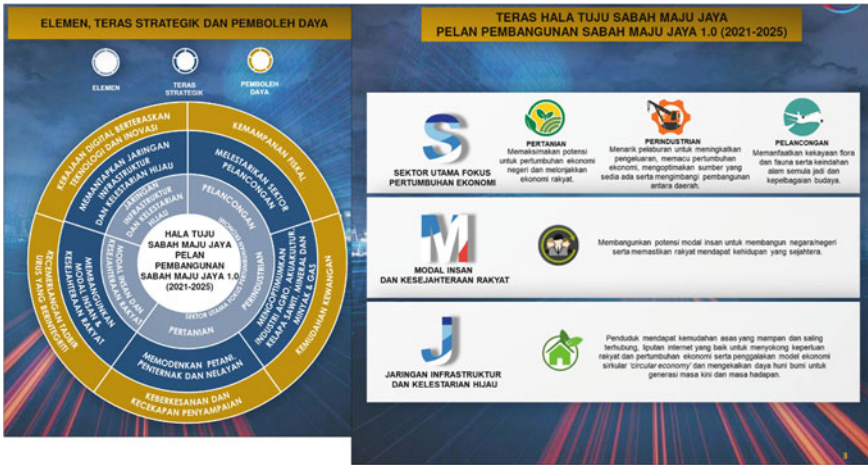 ELEMEN, TERAS STRATEGIK DAN PEMBOLEH DAYA
ELEMEN
TERAS
STRATEGIK
PEMBOLEH
DAYA
KERAJAAN DIGITAL BERTERASKAN
TEKNOLOGI DAN INOVASI
KEMAMPANAN FISKAL
KEMUDAHAN KEWANGAN
KEBERKESANAN DAN
KECEKAPAN PENYAMPAIAN
KECEMERLANGAN TADBIR
URUS YANG BERINTEGRITI
MEMANTAPKAN JARINGAN
INFRASTRUKTUR
DAN KELESTARIAN HIJAU
MELESTARIKAN SEKTOR
PELANCONGAN
MENGOPTIMUMKAN
INDUSTRI AGRO, AKUAKULTUR,
KELAPA SAWIT, MINERAL DAN
MINYAK & GAS
MEMODENKAN PETANI,
PENTERNAK DAN NELAYAN
MEMBANGUNKAN
MODAL INSAN &
KESEJAHTERAAN RAKYAT
JARINGAN
INFRASTRUKTUR
DAN KELESTARIAN
HIJAU
PELANCONGAN
PERINDUSTRIAN
PERTANIAN
SEKTOR UTAMA FOKUS PERTUMBUHAN EKONOMI
MODAL INSAN DAN
KESEJAHTERAAN RAKYAT
HALA TUJU
SABAH MAJU JAYA
PELAN
PEMBANGUNAN
SABAH MAJU JAYA 1.0
(2021-2025)
TERAS HALA TUJU SABAH MAJU JAYA
PELAN PEMBANGUNAN SABAH MAJU JAYA 1.0 (2021-2025)
S
SEKTOR UTAMA FOKUS
PERTUMBUHAN EKONOMI
PERTANIAN
Memaksimakan potensi
untuk pertumbuhan ekonomi
negeri dan melonjakkan
ekonomi rakyat.
PERINDUSTRIAN
Menarik pelaburan untuk meningkatkan
pengeluaran, memacu pertumbuhan
ekonomi, mengoptimakan sumber yang
sedia ada serta mengimbangi pembangunan
antara daerah.
PELANCONGAN
Memanfaatkan kekayaan flora
dan fauna serta keindahan
alam semula jadi dan
kepelbagaian budaya.
M
MODAL INSAN
DAN KESEJAHTERAAN RAKYAT
Membangunkan potensi modal insan untuk membangun negara/negeri
serta memastikan rakyat mendapat kehidupan yang sejahtera.
J
JARINGAN INFRASTRUKTUR
DAN KELESTARIAN HIJAU
Penduduk mendapat kemudahan asas yang mampan dan saling
terhubung, liputan internet yang baik untuk menyokong keperluan
rakyat dan pertumbuhan ekonomi serta penggalakan model ekonomi
sirkular 'circular economy' dan mengekalkan daya huni bumi untuk
generasi masa kini dan masa hadapan.
3